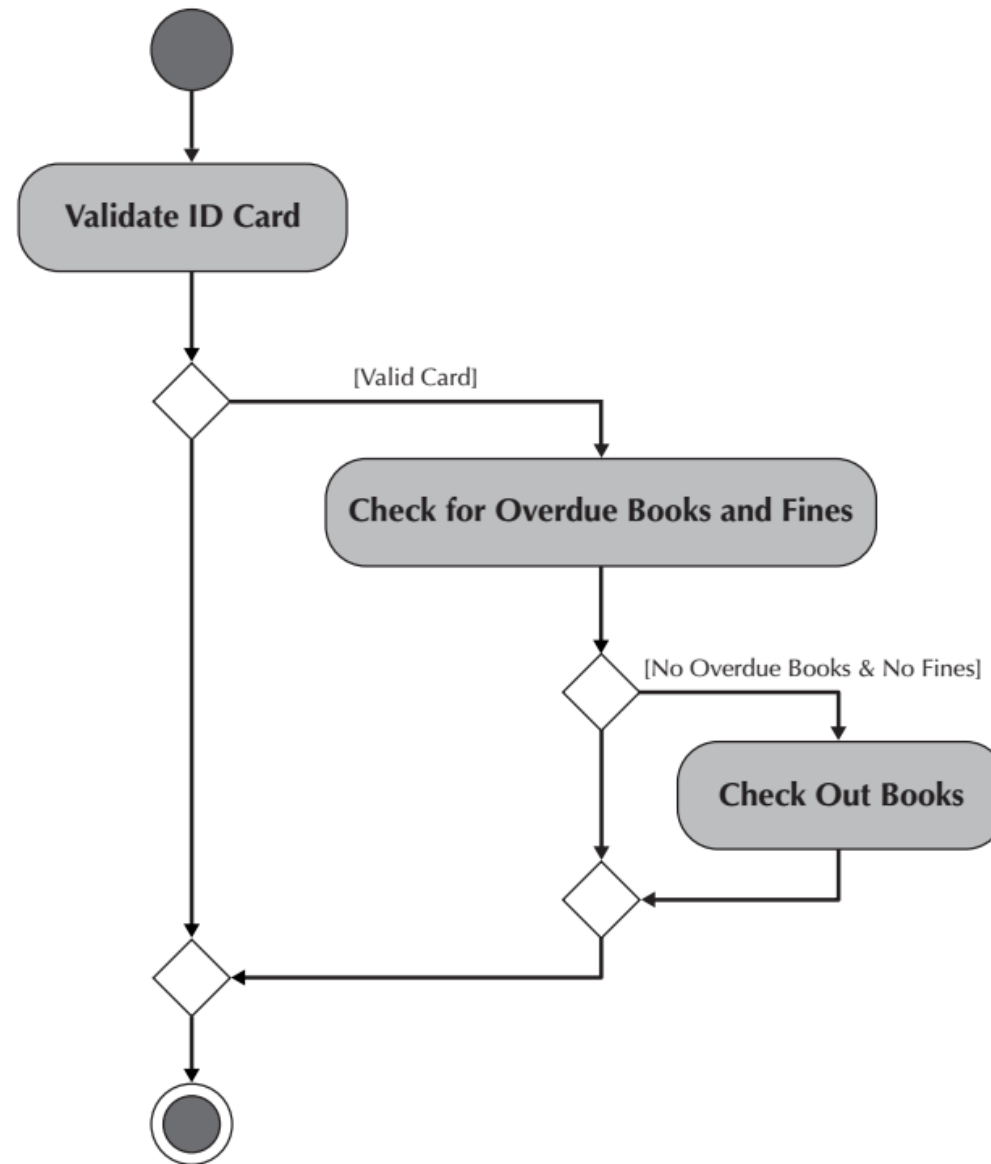 Validate ID Card
[Valid Card]
Check for Overdue Books and Fines
[No Overdue Books & No Fines]
Check Out Books